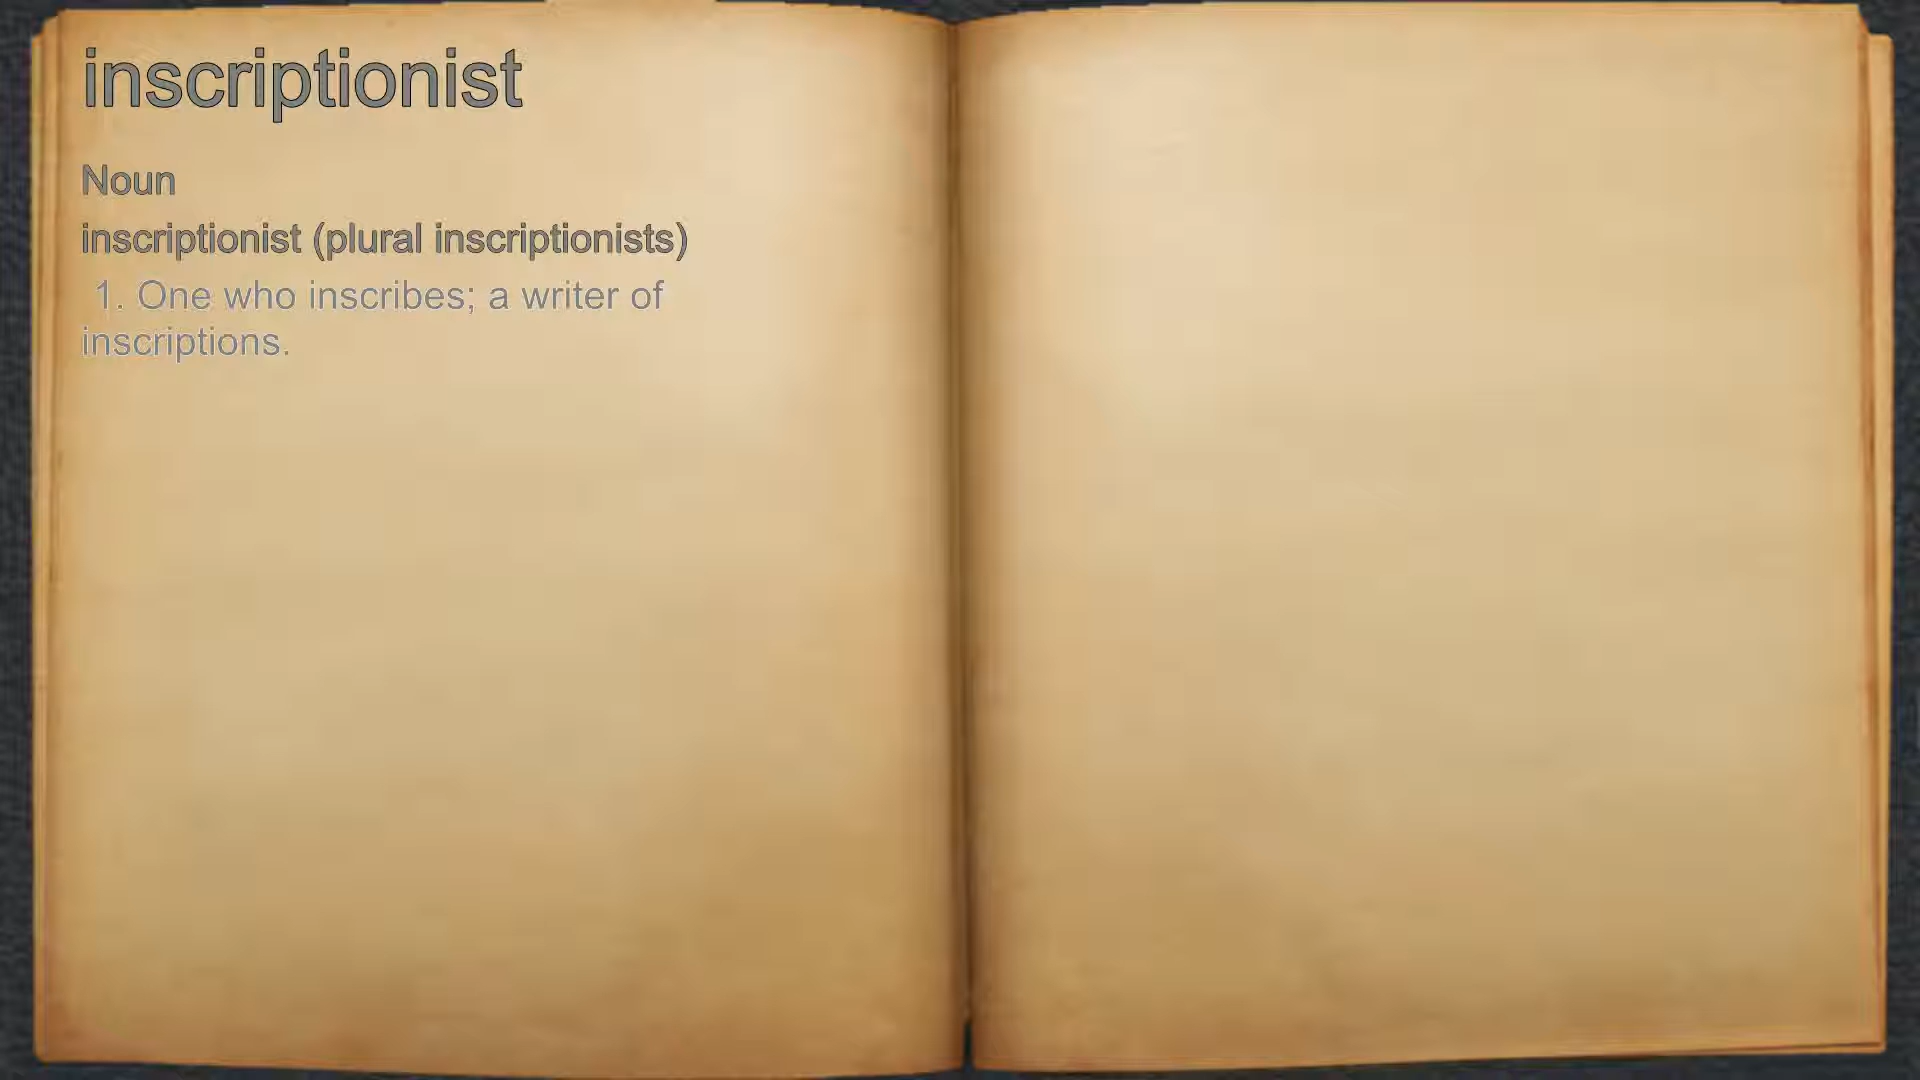 inscriptionist
Noun
inscriptionist (plural inscriptionists)
1. One who inscribes; a writer of
inscriptions.